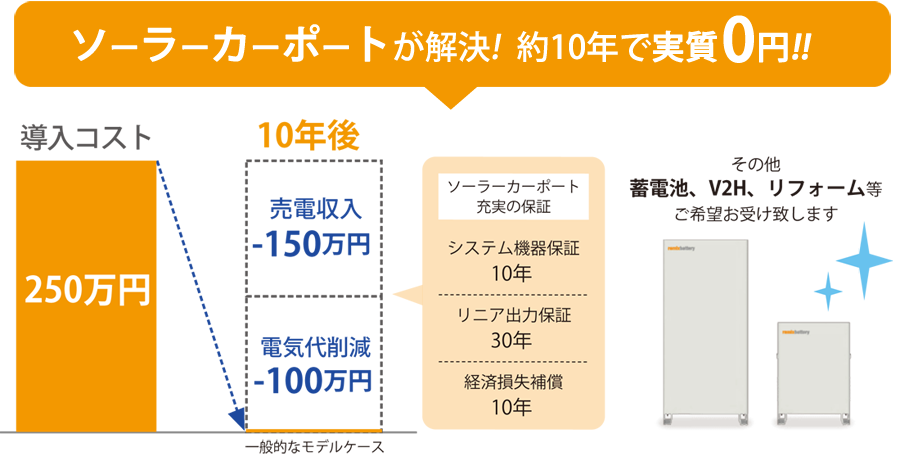 ソーラーカーポートが解決! 約10年で実質0円!!
導入コスト
10年後
250万円
売電収入
-150万円
電気代削減
-100万円
一般的なモデルケース
ソーラーカーポート
充実の保証
システム機器保証
10年
リニア出力保証
30年
経済損失補償
10年
その他
蓄電池、V2H、リフォーム等
ご希望お受け致します